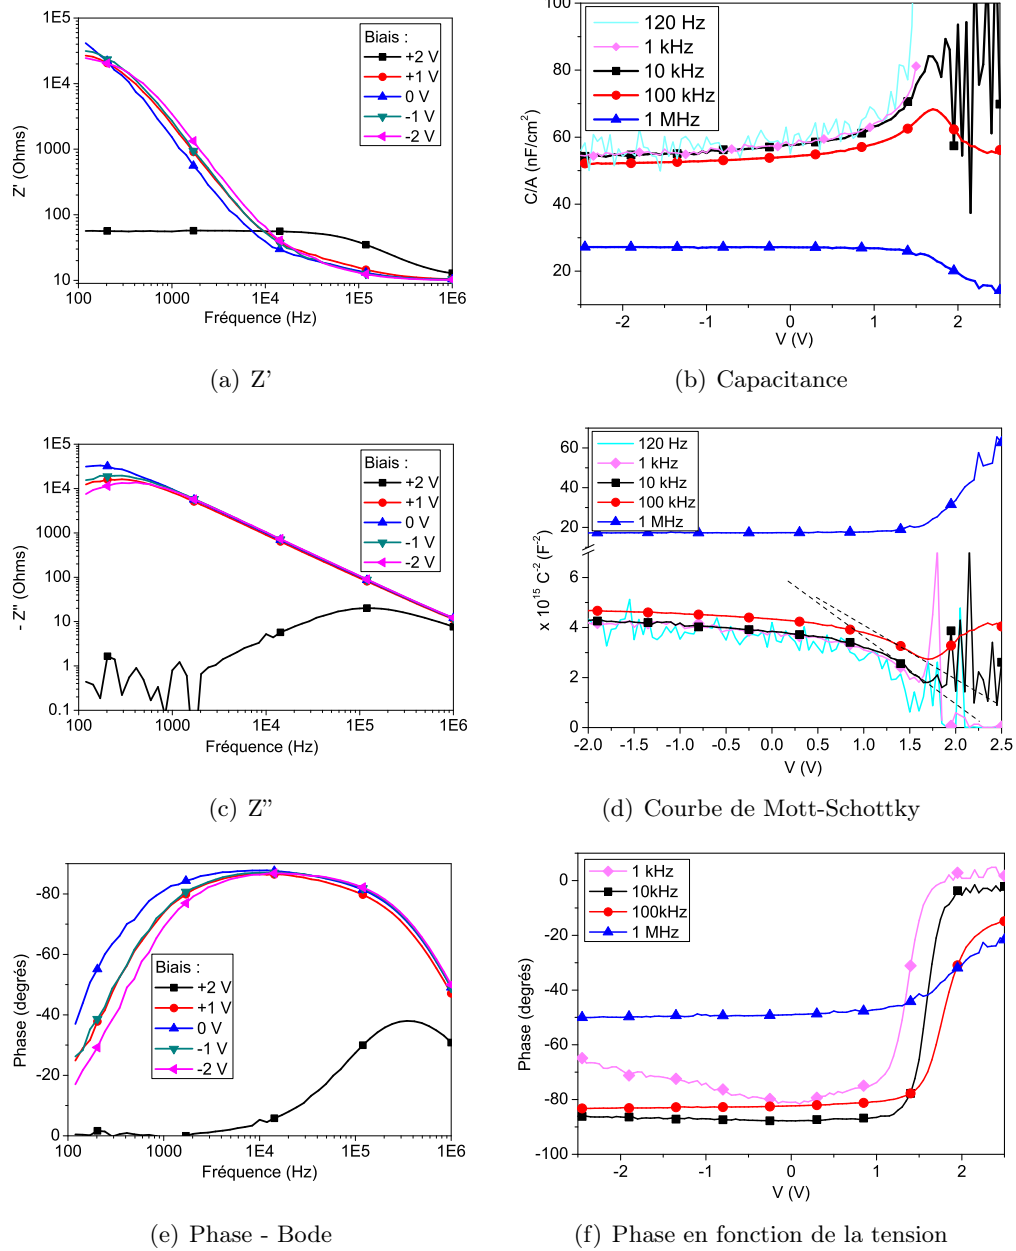 1E5
1E4
1000
100
10
Z' (Ohms)
Biais :
+2 V
+1 V
0 V
-1 V
-2 V
100 1000 1E4 1E5 1E6
Fréquence (Hz)
(a) Z'
100
80
60
40
20
C/A (nF/cm²)
120 Hz
1 kHz
10 kHz
100 kHz
1 MHz
-2 -1 0 1 2
V (V)
(b) Capacitance
1E5
1E4
1000
100
10
1
0.1
- Z'' (Ohms)
Biais :
+2 V
+1 V
0 V
-1 V
-2 V
100 1000 1E4 1E5 1E6
Fréquence (Hz)
(c) Z”
60
40
20
6
4
2
0
x 10¹⁵ C⁻² (F⁻²)
120 Hz
1 kHz
10 kHz
100 kHz
1 MHz
-2.0 -1.5 -1.0 -0.5 0.0 0.5 1.0 1.5 2.0 2.5
V (V)
(d) Courbe de Mott-Schottky
-80
-60
-40
-20
0
Phase (degrés)
Biais :
+2 V
+1 V
0 V
-1 V
-2 V
100 1000 1E4 1E5 1E6
Fréquence (Hz)
(e) Phase - Bode
0
-20
-40
-60
-80
-100
Phase (degrés)
1 kHz
10kHz
100kHz
1 MHz
-2 -1 0 1 2
V (V)
(f) Phase en fonction de la tension